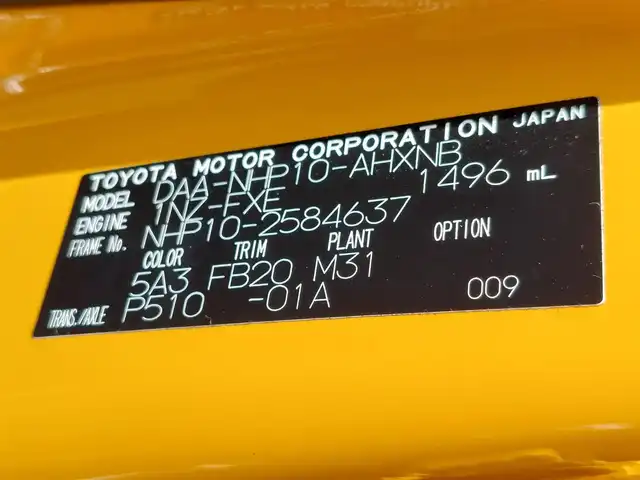 TOYOTA MOTOR CORPORATION JAPAN
MODEL DAA-NHP10-AHXNB
ENGINE 1NZ-FXE 1496 mL
FRAME No. NHP10-2584637
COLOR TRIM PLANT OPTION
5A3 FB20 M31
TRANS./AXLE P510 -01A 009